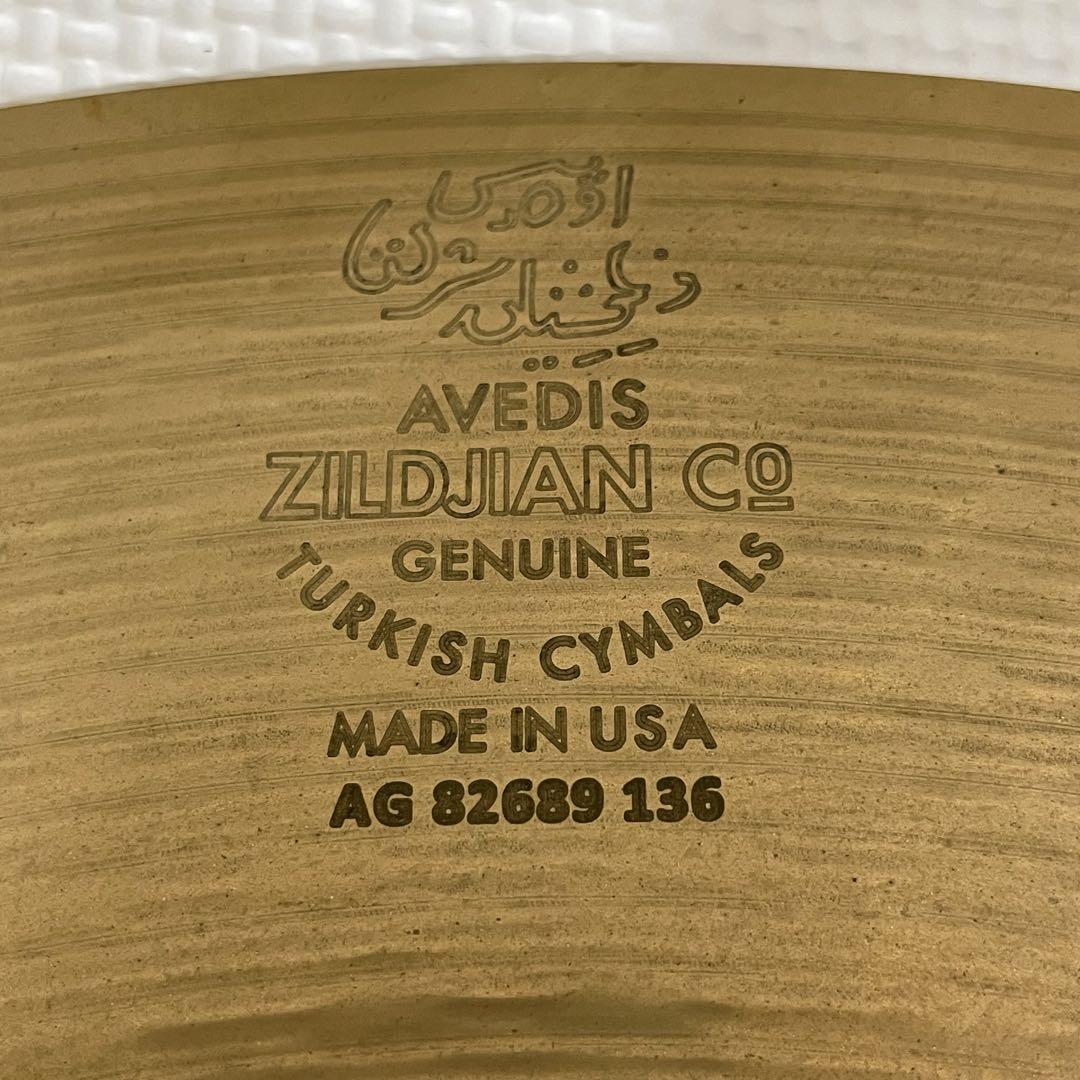 AVEDIS
ZILDJIAN Cº
GENUINE
TURKISH CYMBALS
MADE IN USA
AG 82689 136